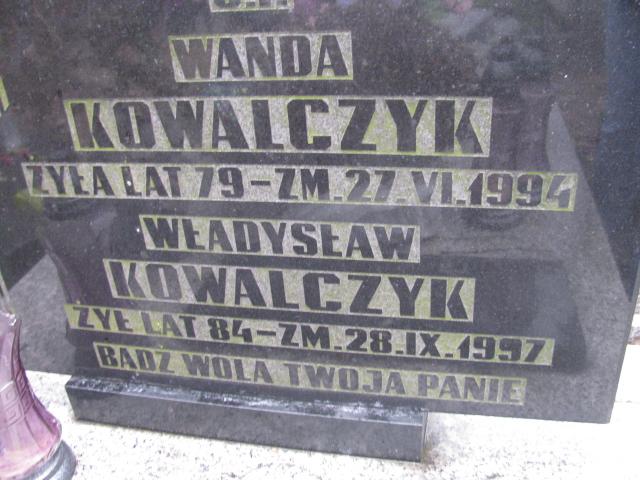 Ś.P.
WANDA
KOWALCZYK
ŻYŁA LAT 79-ZM.27.VI.1994
WŁADYSŁAW
KOWALCZYK
ŻYŁ LAT 84-ZM.28.IX.1997
BĄDŹ WOLA TWOJA PANIE